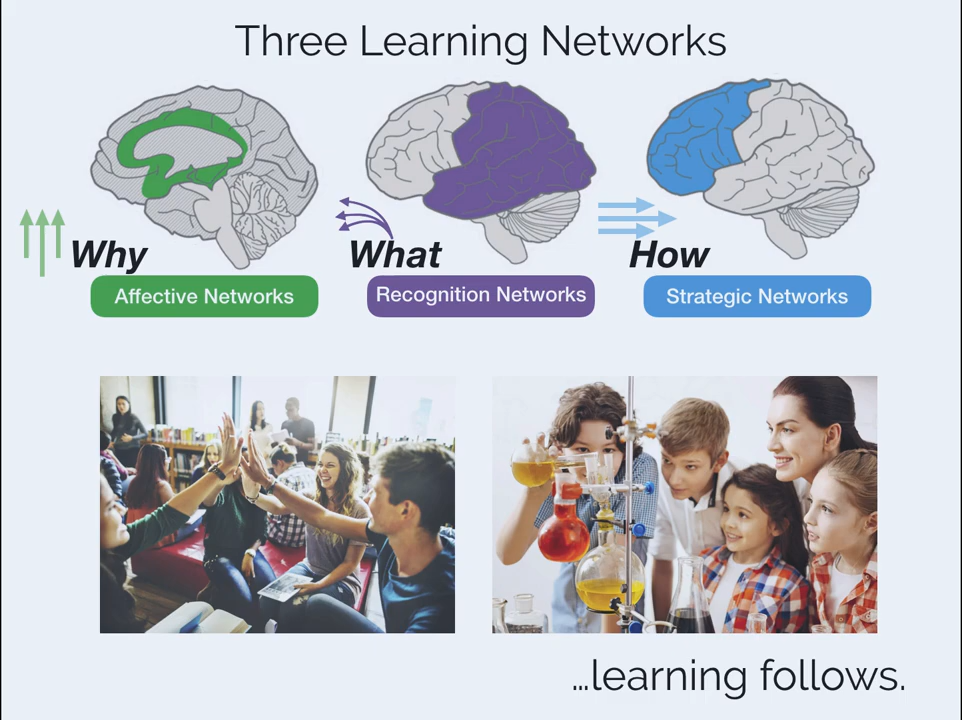 Three Learning Networks
Why
What
How
Affective Networks
Recognition Networks
Strategic Networks
...learning follows.